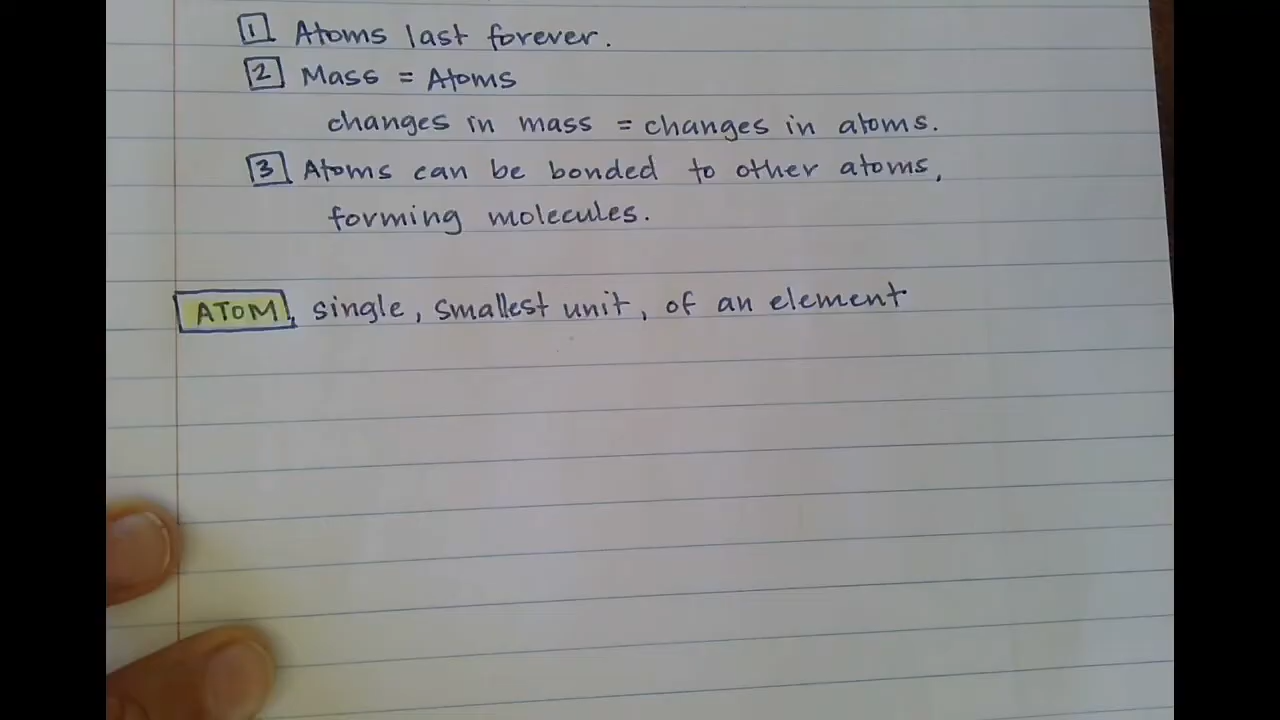 1 Atoms last forever.
2 Mass = Atoms
changes in mass = changes in atoms.
3 Atoms can be bonded to other atoms,
forming molecules.
ATOM, single, smallest unit, of an element